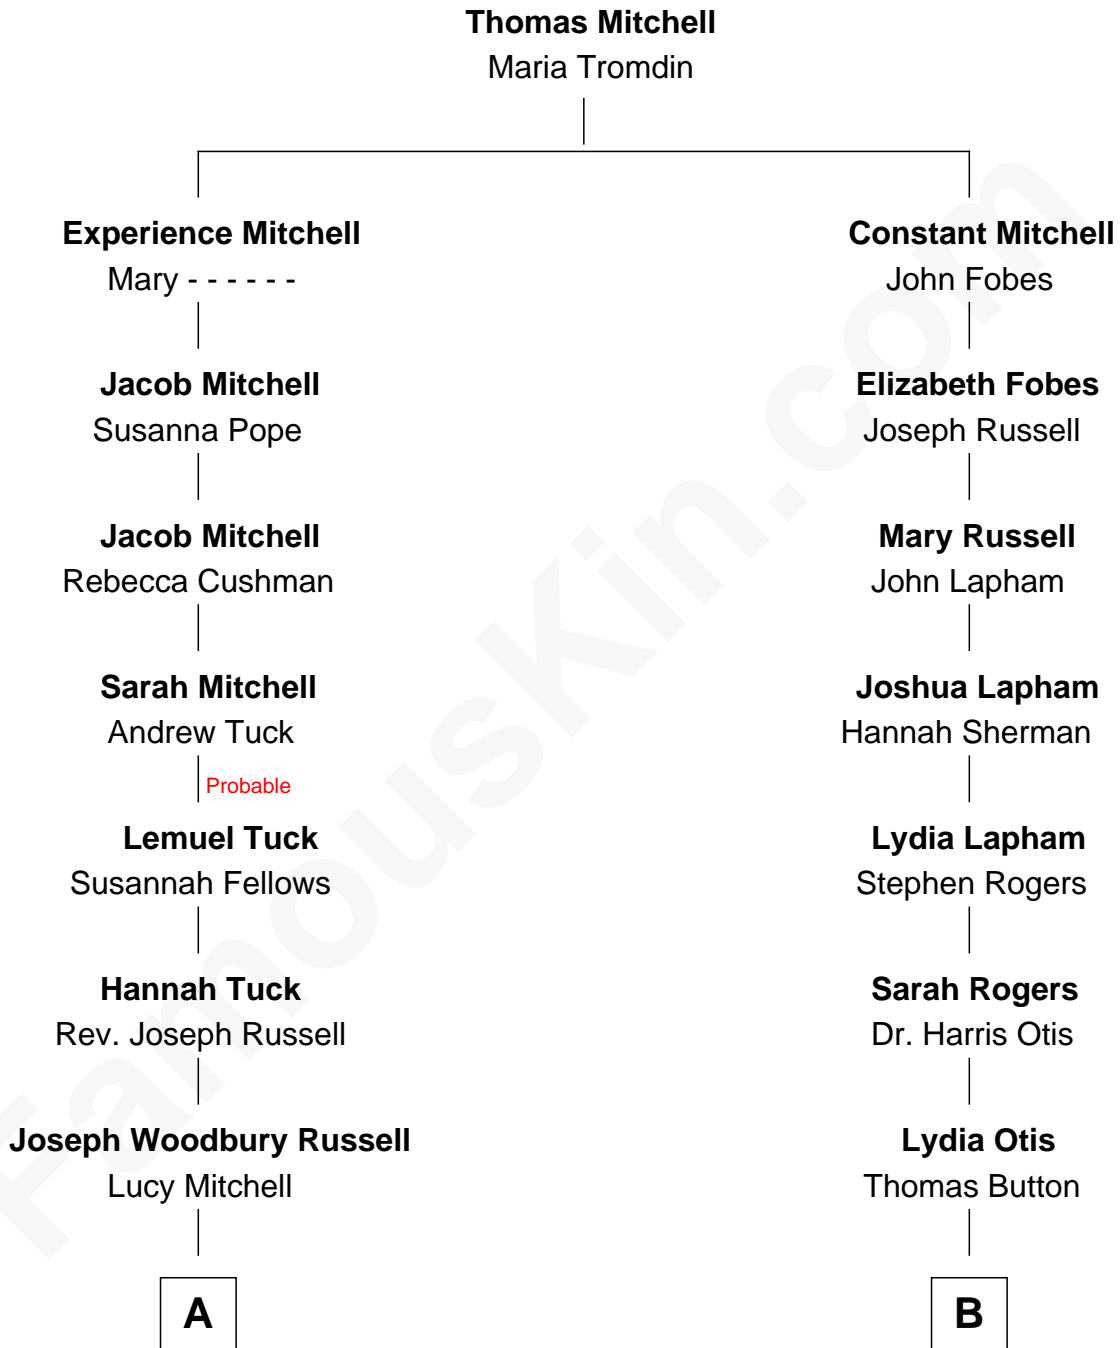 Thomas Mitchell
Maria Tromdin
Experience Mitchell
Mary - - - - - -
Constant Mitchell
John Fobes
Jacob Mitchell
Susanna Pope
Elizabeth Fobes
Joseph Russell
Jacob Mitchell
Rebecca Cushman
Mary Russell
John Lapham
Sarah Mitchell
Andrew Tuck
Joshua Lapham
Hannah Sherman
Probable
Lemuel Tuck
Susannah Fellows
Lydia Lapham
Stephen Rogers
Hannah Tuck
Rev. Joseph Russell
Sarah Rogers
Dr. Harris Otis
Joseph Woodbury Russell
Lucy Mitchell
Lydia Otis
Thomas Button
A
B
FamousKin.com